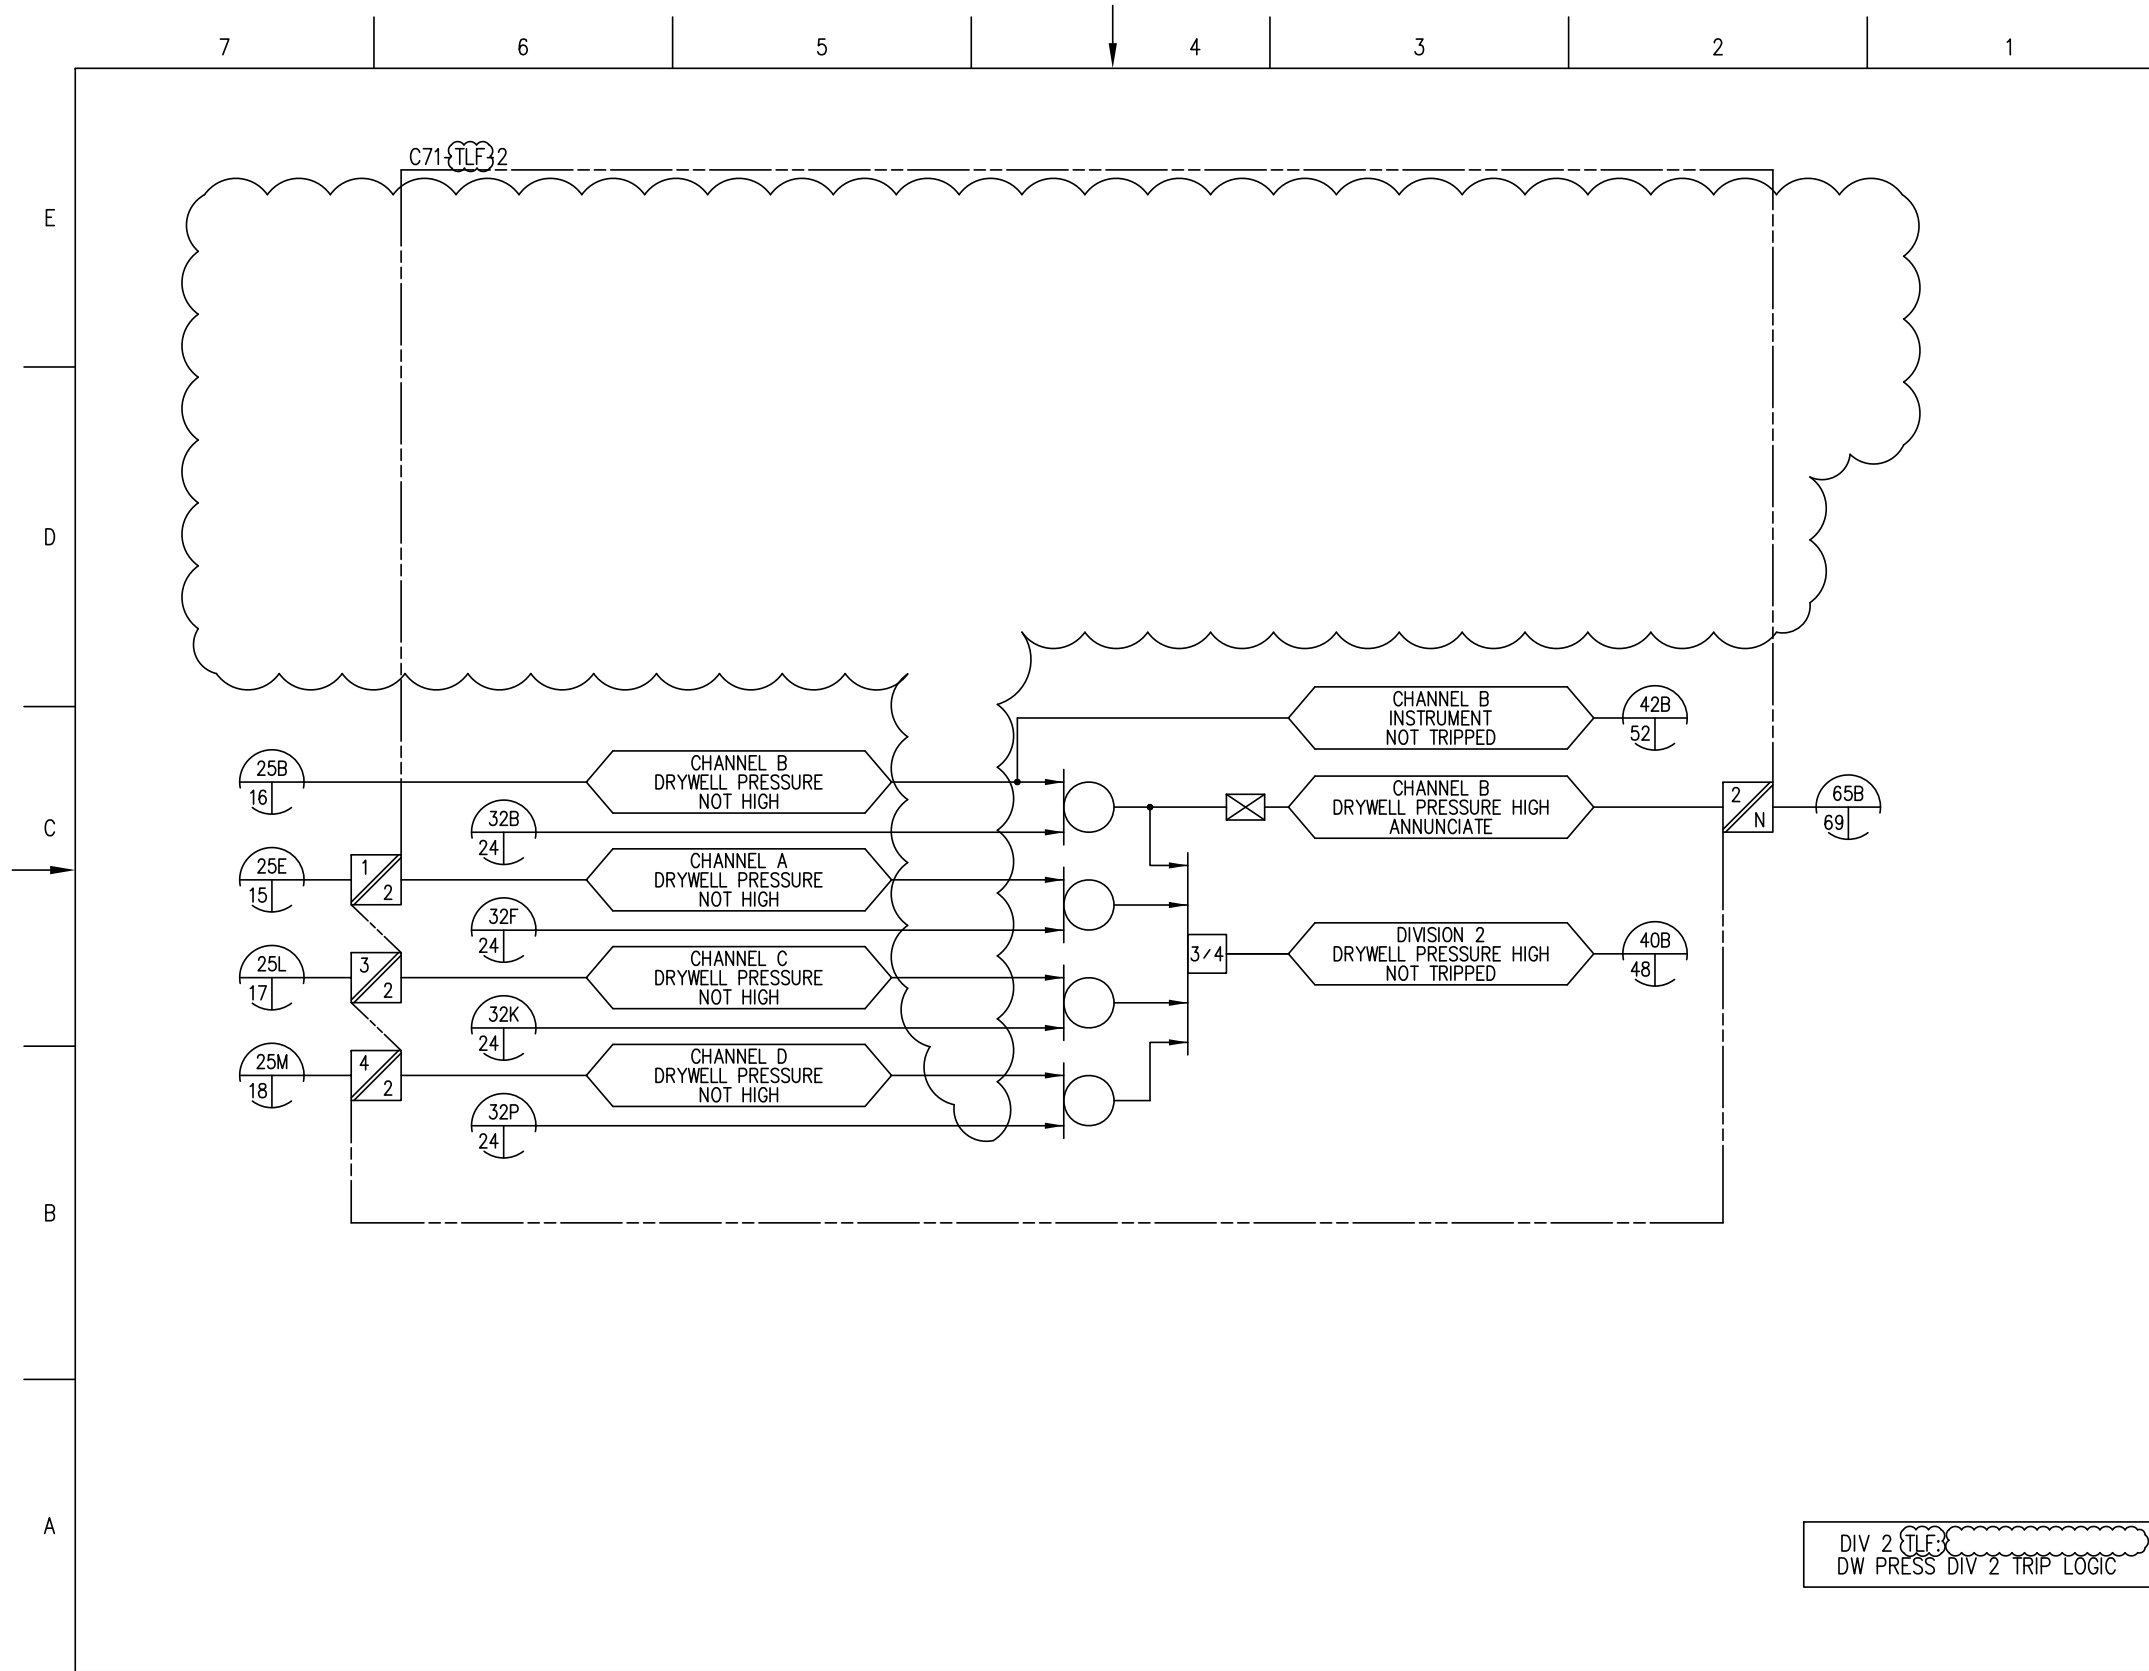 7 6 5 4 3 2 1
C71-TLF-2
E
D
CHANNEL B
INSTRUMENT
NOT TRIPPED
42B
52
25B
16
CHANNEL B
DRYWELL PRESSURE
NOT HIGH
CHANNEL B
DRYWELL PRESSURE HIGH
ANNUNCIATE
2
N
65B
69
C
32B
24
25E
15
1
2
CHANNEL A
DRYWELL PRESSURE
NOT HIGH
32F
24
3/4
DIVISION 2
DRYWELL PRESSURE HIGH
NOT TRIPPED
40B
48
25L
17
3
2
CHANNEL C
DRYWELL PRESSURE
NOT HIGH
32K
24
25M
18
4
2
CHANNEL D
DRYWELL PRESSURE
NOT HIGH
32P
24
B
A
DIV 2 TLF:
DW PRESS DIV 2 TRIP LOGIC